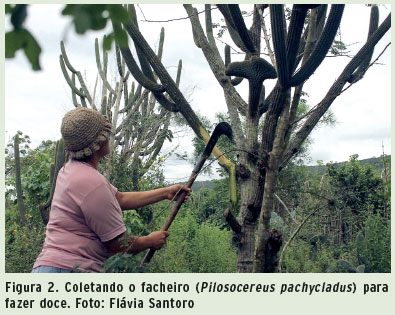 Figura 2. Coletando o facheiro (Pilosocereus pachycladus) para
fazer doce. Foto: Flávia Santoro